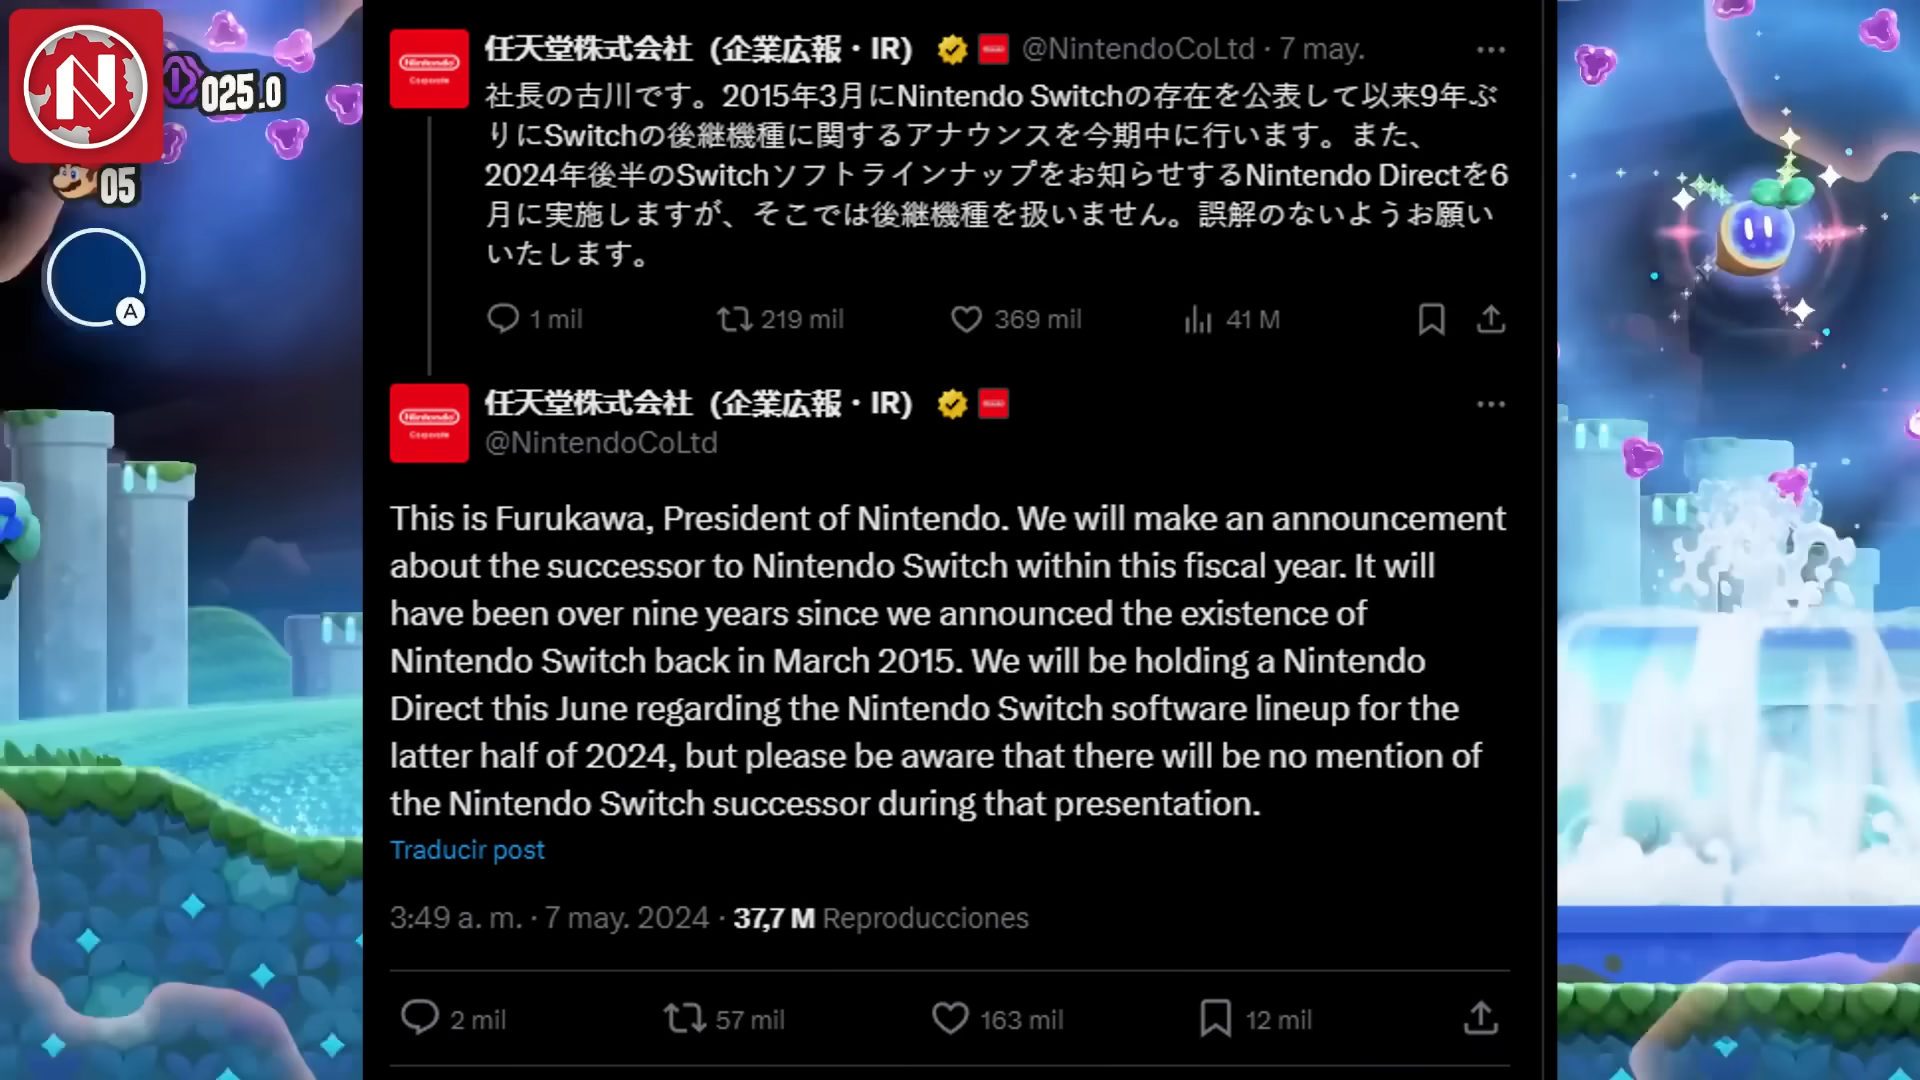 025.0
05
A
Nintendo
Corporate
任天堂株式会社（企業広報・IR） @NintendoCoLtd · 7 may.
社長の古川です。2015年3月にNintendo Switchの存在を公表して以来9年ぶ
りにSwitchの後継機種に関するアナウンスを今期中に行います。また、
2024年後半のSwitchソフトラインナップをお知らせするNintendo Directを6
月に実施しますが、そこでは後継機種を扱いません。誤解のないようお願い
いたします。
1 mil 219 mil 369 mil 41 M
Nintendo
Corporate
任天堂株式会社（企業広報・IR）
@NintendoCoLtd
This is Furukawa, President of Nintendo. We will make an announcement
about the successor to Nintendo Switch within this fiscal year. It will
have been over nine years since we announced the existence of
Nintendo Switch back in March 2015. We will be holding a Nintendo
Direct this June regarding the Nintendo Switch software lineup for the
latter half of 2024, but please be aware that there will be no mention of
the Nintendo Switch successor during that presentation.
Traducir post
3:49 a. m. · 7 may. 2024 · 37,7 M Reproducciones
2 mil 57 mil 163 mil 12 mil